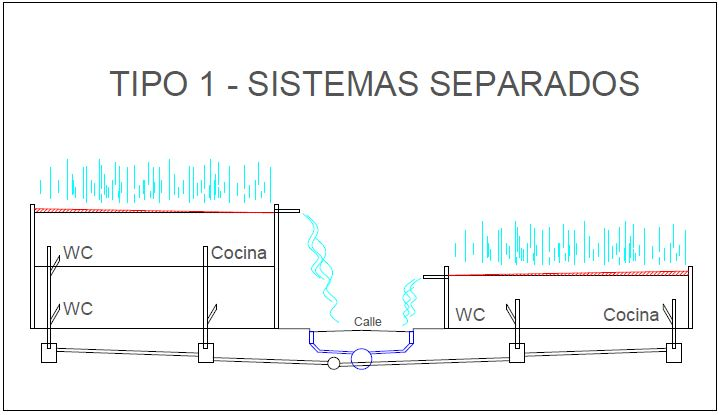 TIPO 1 - SISTEMAS SEPARADOS
WC
Cocina
WC
Calle
WC
Cocina